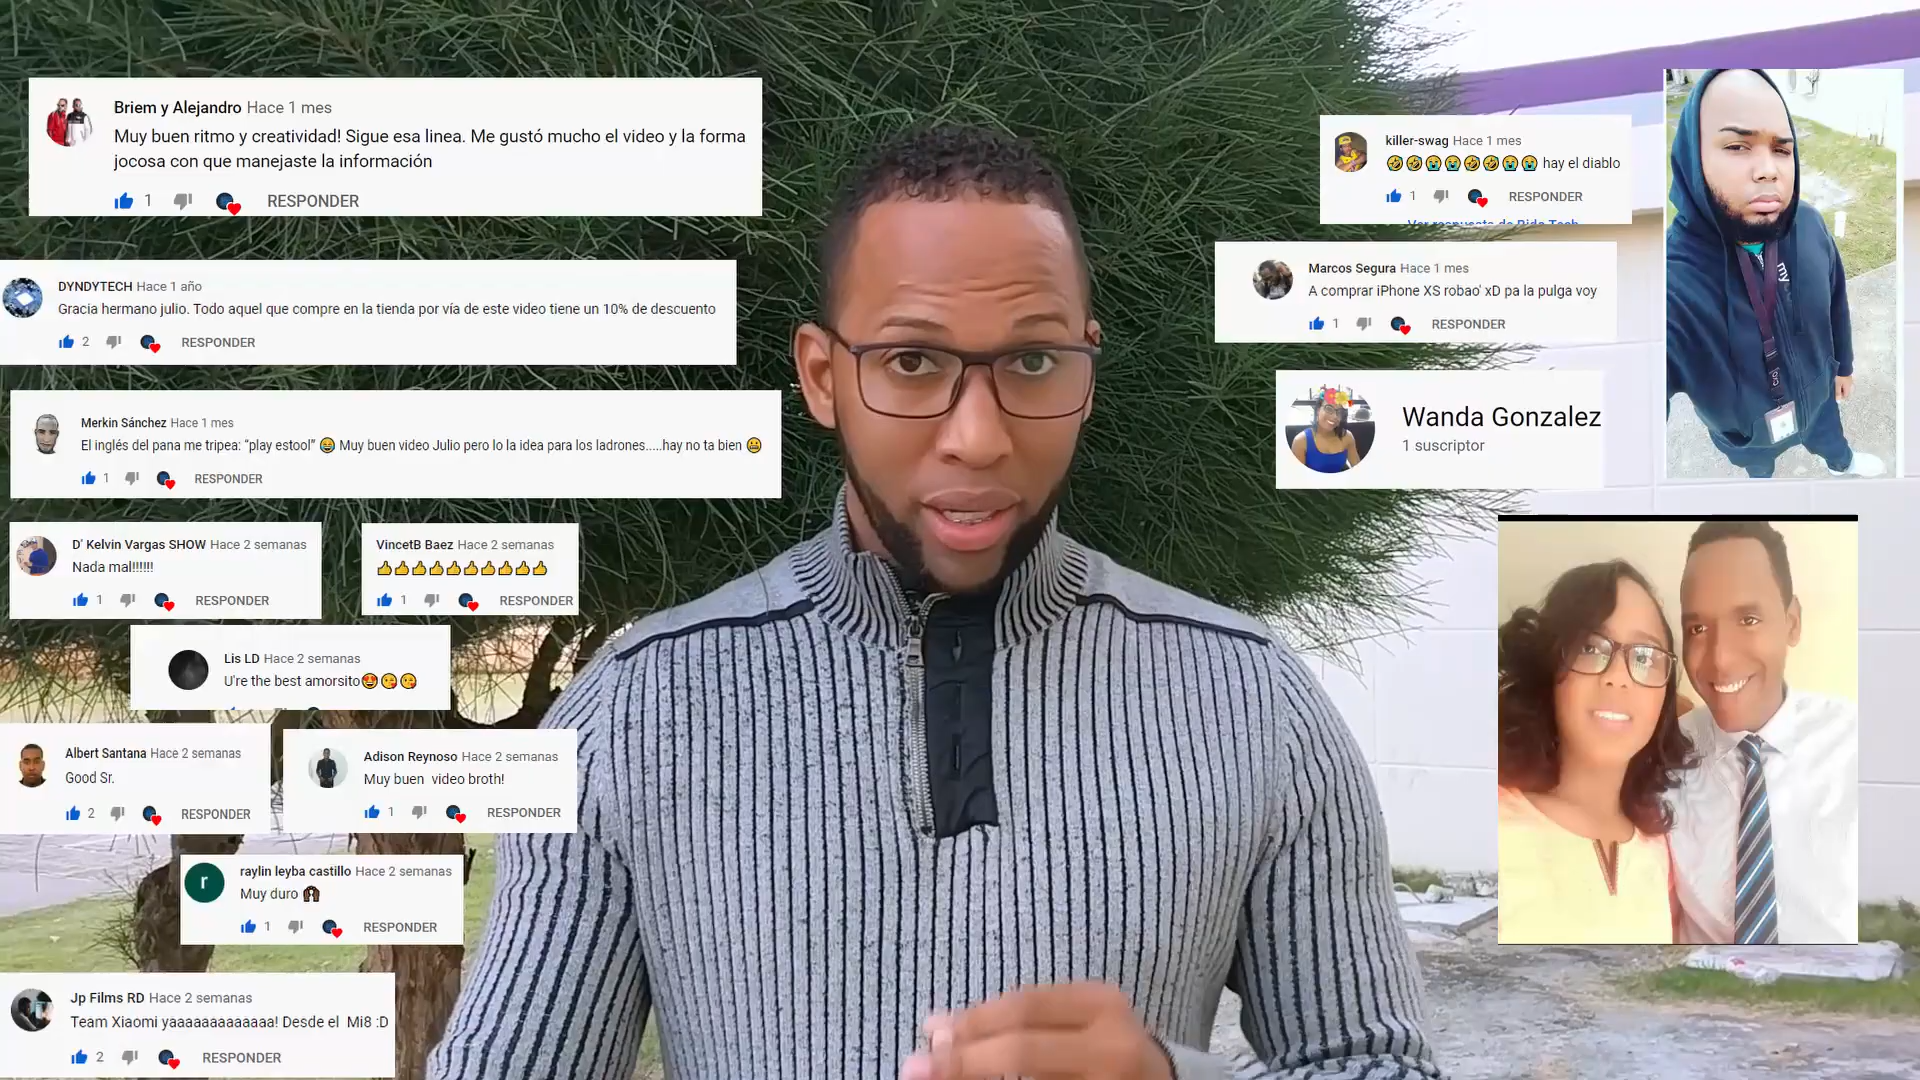 Briem y Alejandro Hace 1 mes
Muy buen ritmo y creatividad! Sigue esa linea. Me gustó mucho el video y la forma
jocosa con que manejaste la información
1 RESPONDER
DYNDYTECH Hace 1 año
Gracia hermano julio. Todo aquel que compre en la tienda por vía de este video tiene un 10% de descuento
2 RESPONDER
Merkin Sánchez Hace 1 mes
El inglés del pana me tripea: "play estool" 😂 Muy buen video Julio pero lo la idea para los ladrones.....hay no ta bien 😬
1 RESPONDER
D' Kelvin Vargas SHOW Hace 2 semanas
Nada mal!!!!!!
1 RESPONDER
VincetB Baez Hace 2 semanas
👍👍👍👍👍👍👍👍👍👍
1 RESPONDER
Lis LD Hace 2 semanas
U're the best amorsito🤩😘😘
Albert Santana Hace 2 semanas
Good Sr.
2 RESPONDER
Adison Reynoso Hace 2 semanas
Muy buen video broth!
1 RESPONDER
raylin leyba castillo Hace 2 semanas
r
Muy duro
1 RESPONDER
Jp Films RD Hace 2 semanas
Team Xiaomi yaaaaaaaaaaaaa! Desde el Mi8 :D
2 RESPONDER
killer-swag Hace 1 mes
🤣🤣😭😭🤣🤣😭😭 hay el diablo
1 RESPONDER
Ver respuesta de Bido Tech
Marcos Segura Hace 1 mes
A comprar iPhone XS robao' xD pa la pulga voy
1 RESPONDER
Wanda Gonzalez
1 suscriptor